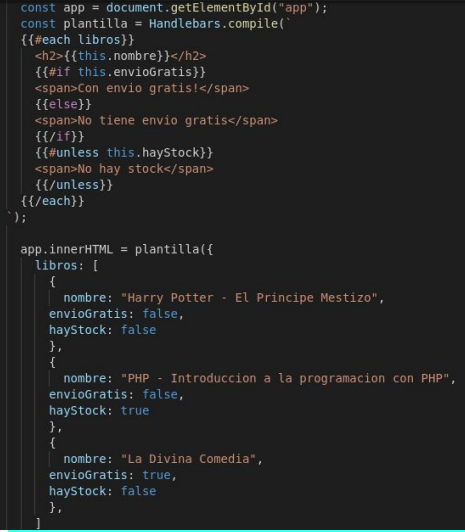 const app = document.getElementById("app");
const plantilla = Handlebars.compile(`
{{#each libros}}
<h2>{{this.nombre}}</h2>
{{#if this.envioGratis}}
<span>Con envio gratis!</span>
{{else}}
<span>No tiene envio gratis</span>
{{/if}}
{{#unless this.hayStock}}
<span>No hay stock</span>
{{/unless}}
{{/each}}
`);
app.innerHTML = plantilla({
libros: [
{
nombre: "Harry Potter - El Principe Mestizo",
envioGratis: false,
hayStock: false
},
{
nombre: "PHP - Introduccion a la programacion con PHP",
envioGratis: false,
hayStock: true
},
{
nombre: "La Divina Comedia",
envioGratis: true,
hayStock: false
},
]